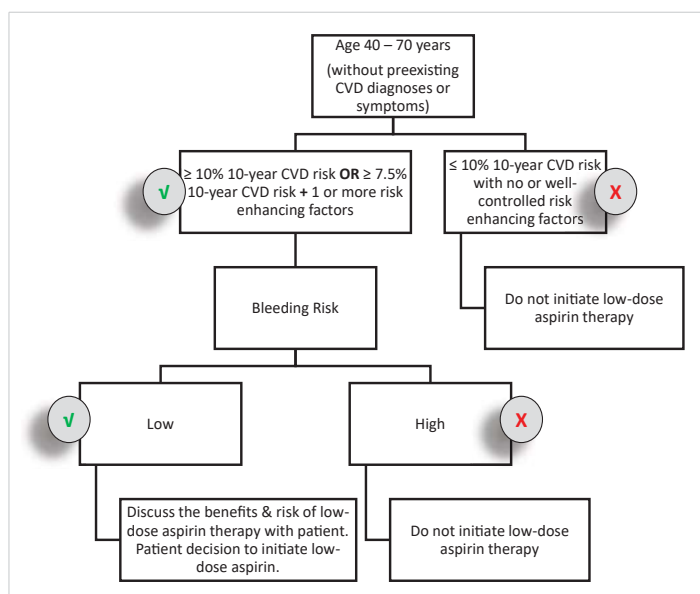 Age 40 – 70 years
(without preexisting
CVD diagnoses or
symptoms)
√
≥ 10% 10-year CVD risk OR ≥ 7.5%
10-year CVD risk + 1 or more risk
enhancing factors
≤ 10% 10-year CVD risk
with no or well-
controlled risk
enhancing factors
X
Bleeding Risk
Do not initiate low-dose
aspirin therapy
√
Low
High
X
Discuss the benefits & risk of low-
dose aspirin therapy with patient.
Patient decision to initiate low-
dose aspirin.
Do not initiate low-dose
aspirin therapy